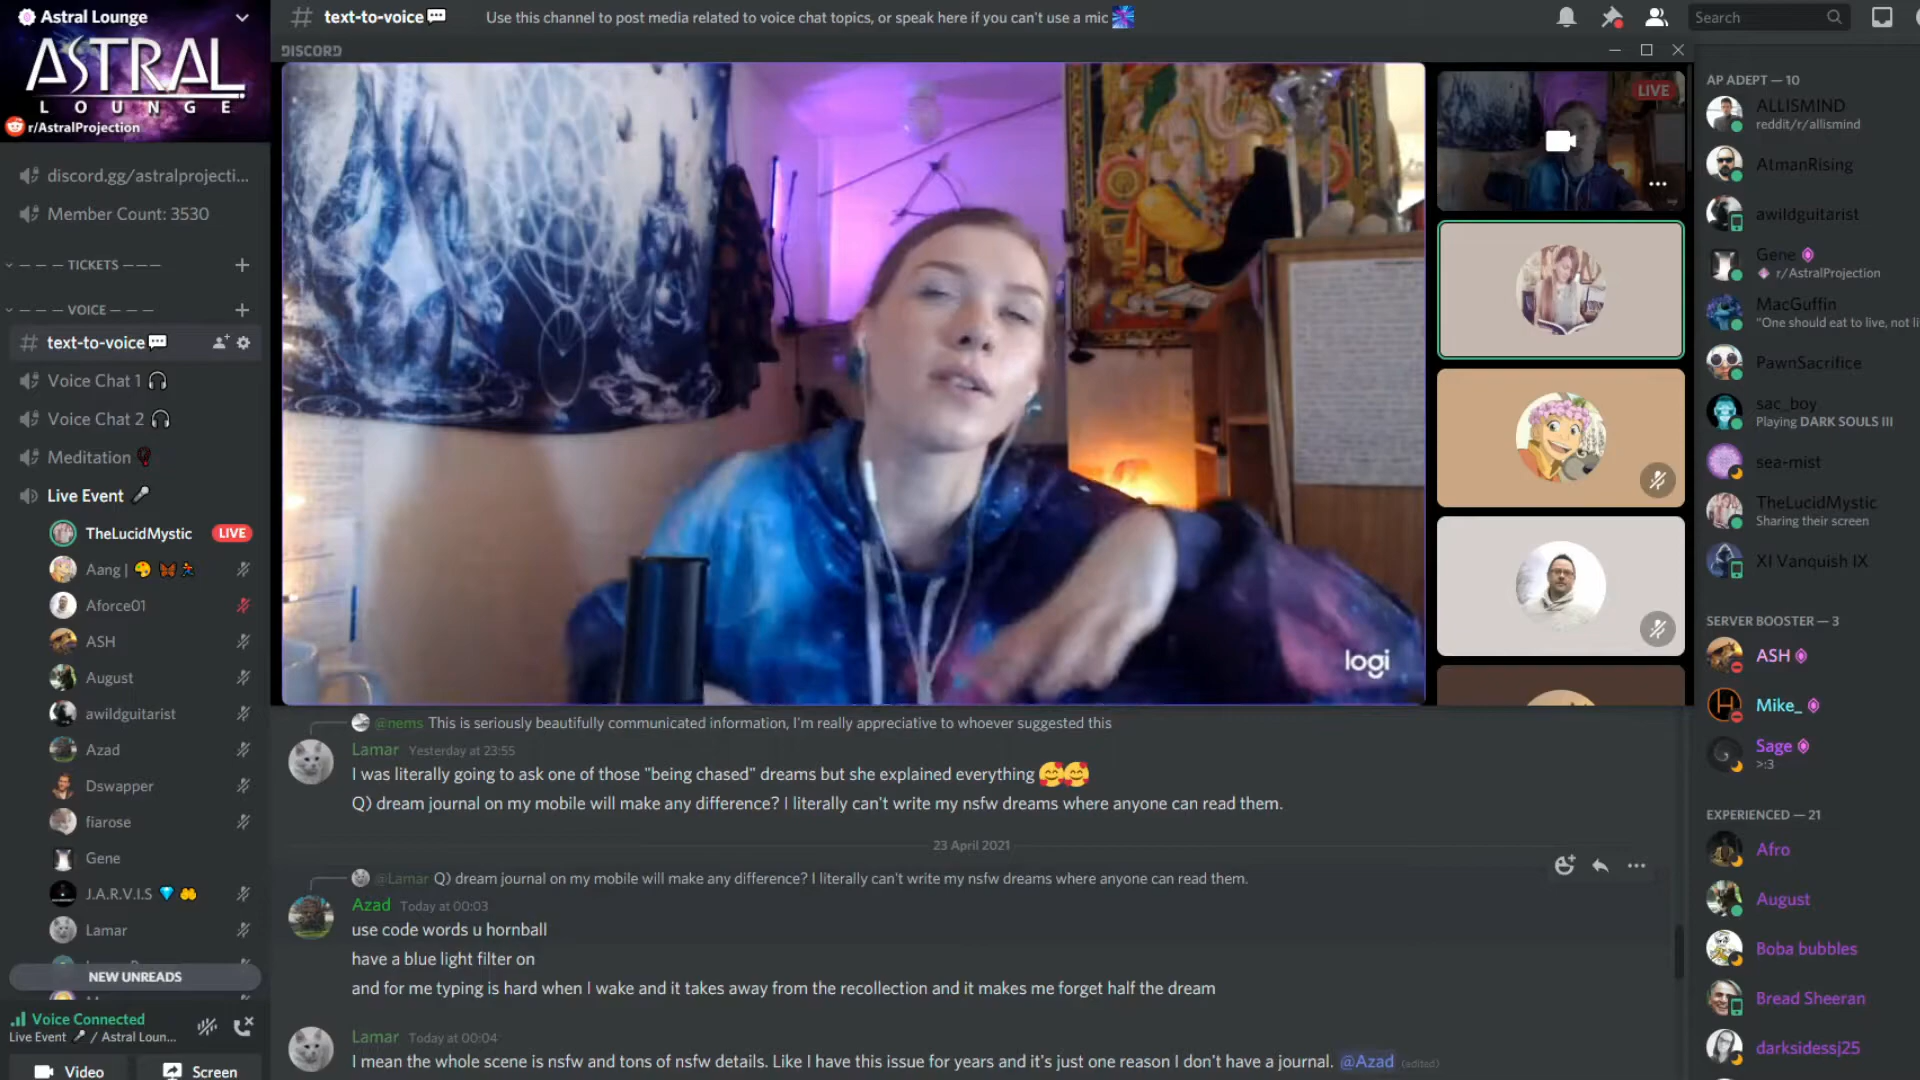 Astral Lounge
ASTRAL
LOUNGE
r/AstralProjection
discord.gg/astralprojecti...
Member Count: 3530
TICKETS
VOICE
text-to-voice
Voice Chat 1
Voice Chat 2
Meditation
Live Event
TheLucidMystic LIVE
Aang |
Aforce01
ASH
August
awildguitarist
Azad
Dswapper
fiarose
Gene
J.A.R.V.I.S
Lamar
NEW UNREADS
Voice Connected
Live Event / Astral Loun...
Video Screen
text-to-voice Use this channel to post media related to voice chat topics, or speak here if you can't use a mic
Search
DISCORD
LIVE
logi
@nems This is seriously beautifully communicated information, I'm really appreciative to whoever suggested this
Lamar Yesterday at 23:55
I was literally going to ask one of those "being chased" dreams but she explained everything
Q) dream journal on my mobile will make any difference? I literally can't write my nsfw dreams where anyone can read them.
23 April 2021
@Lamar Q) dream journal on my mobile will make any difference? I literally can't write my nsfw dreams where anyone can read them.
Azad Today at 00:03
use code words u hornball
have a blue light filter on
and for me typing is hard when I wake and it takes away from the recollection and it makes me forget half the dream
Lamar Today at 00:04
I mean the whole scene is nsfw and tons of nsfw details. Like I have this issue for years and it's just one reason I don't have a journal. @Azad (edited)
AP ADEPT — 10
ALLISMIND
reddit/r/allismind
AtmanRising
awildguitarist
Gene
r/AstralProjection
MacGuffin
"One should eat to live, not li
PawnSacrifice
sac_boy
Playing DARK SOULS III
sea-mist
TheLucidMystic
Sharing their screen
XI Vanquish IX
SERVER BOOSTER — 3
ASH
Mike_
Sage
>:3
EXPERIENCED — 21
Afro
August
Boba bubbles
Bread Sheeran
darksidessj25